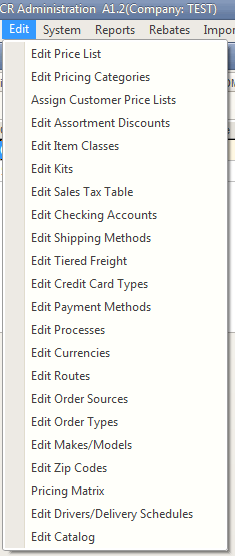 CR Administration A1.2(Company: TEST)
Edit System Reports Rebates Impor
Edit Price List
Edit Pricing Categories
Assign Customer Price Lists
Edit Assortment Discounts
Edit Item Classes
Edit Kits
Edit Sales Tax Table
Edit Checking Accounts
Edit Shipping Methods
Edit Tiered Freight
Edit Credit Card Types
Edit Payment Methods
Edit Processes
Edit Currencies
Edit Routes
Edit Order Sources
Edit Order Types
Edit Makes/Models
Edit Zip Codes
Pricing Matrix
Edit Drivers/Delivery Schedules
Edit Catalog